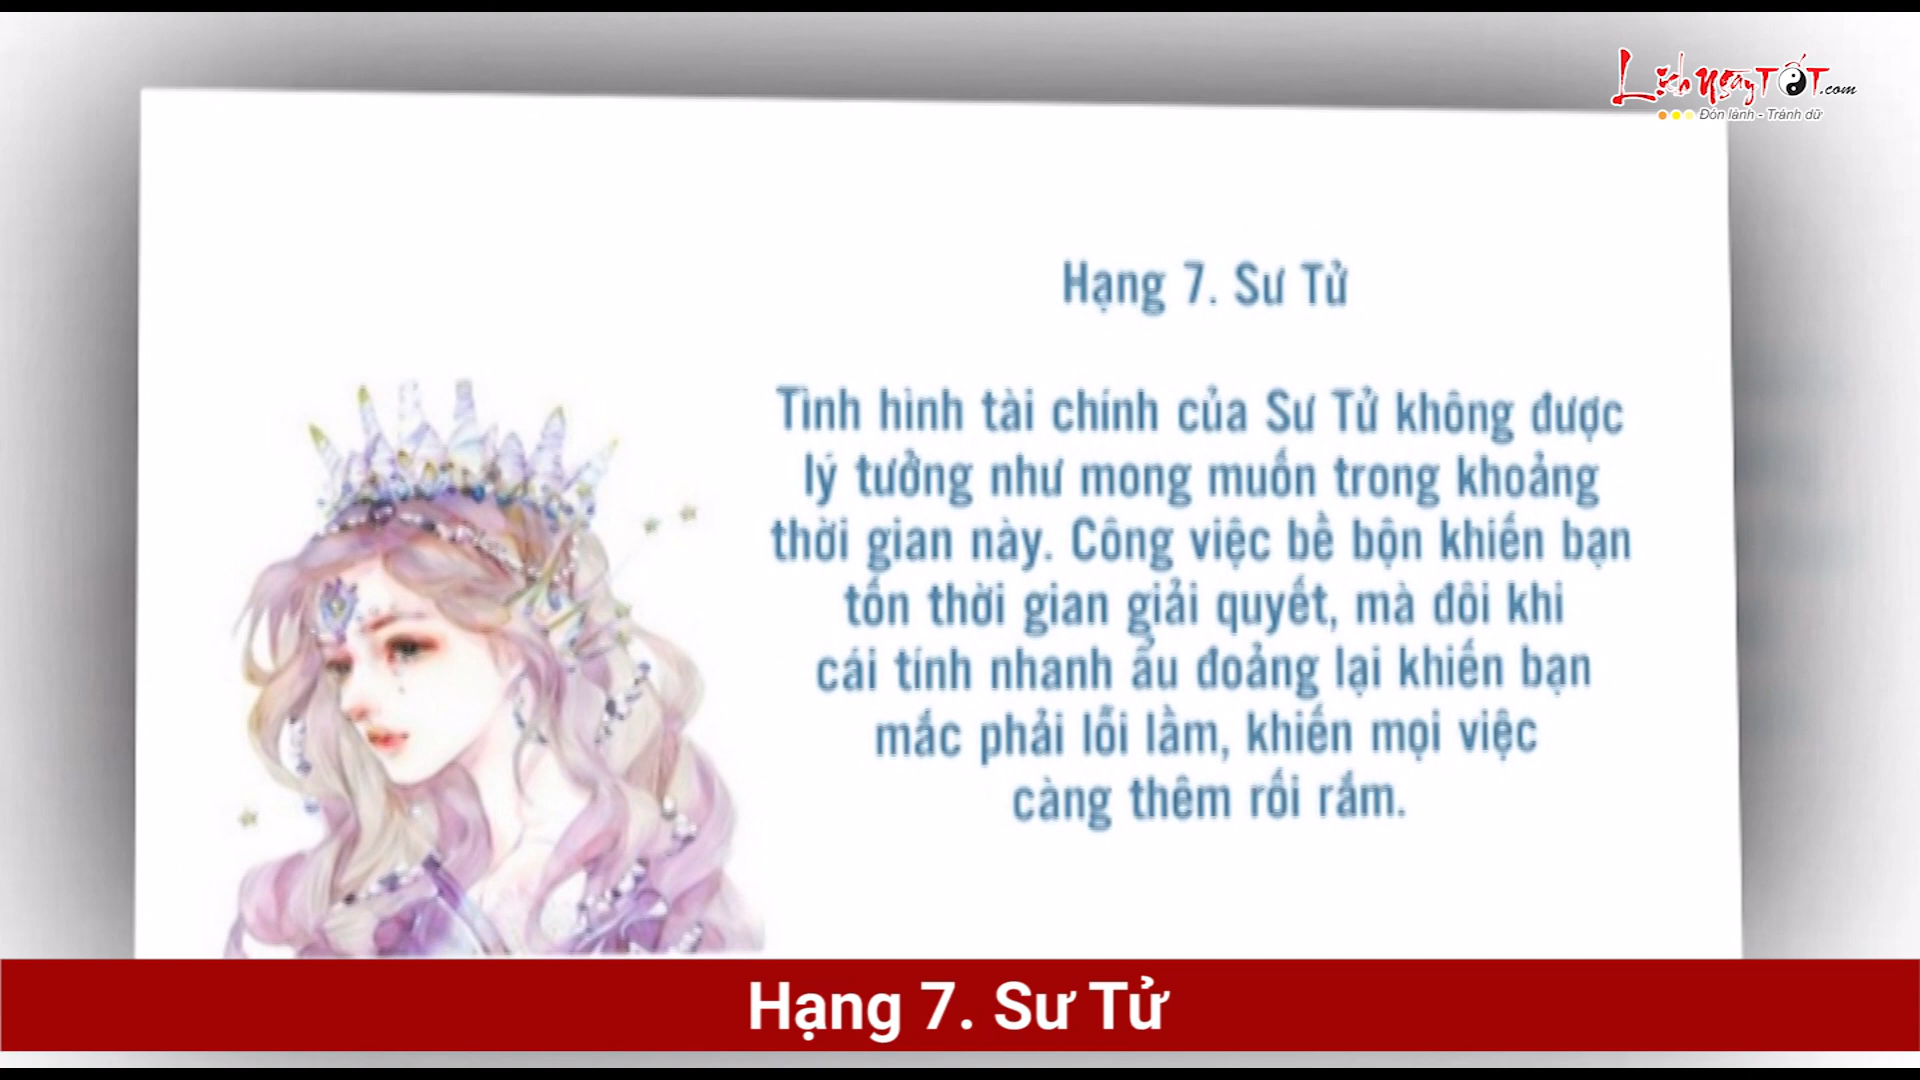 LịchNgàyTỐT.com
Đón lành - Tránh dữ
Hạng 7. Sư Tử
Tình hình tài chính của Sư Tử không được
lý tưởng như mong muốn trong khoảng
thời gian này. Công việc bề bộn khiến bạn
tốn thời gian giải quyết, mà đôi khi
cái tính nhanh ẩu đoảng lại khiến bạn
mắc phải lỗi lầm, khiến mọi việc
càng thêm rối rắm.
Hạng 7. Sư Tử